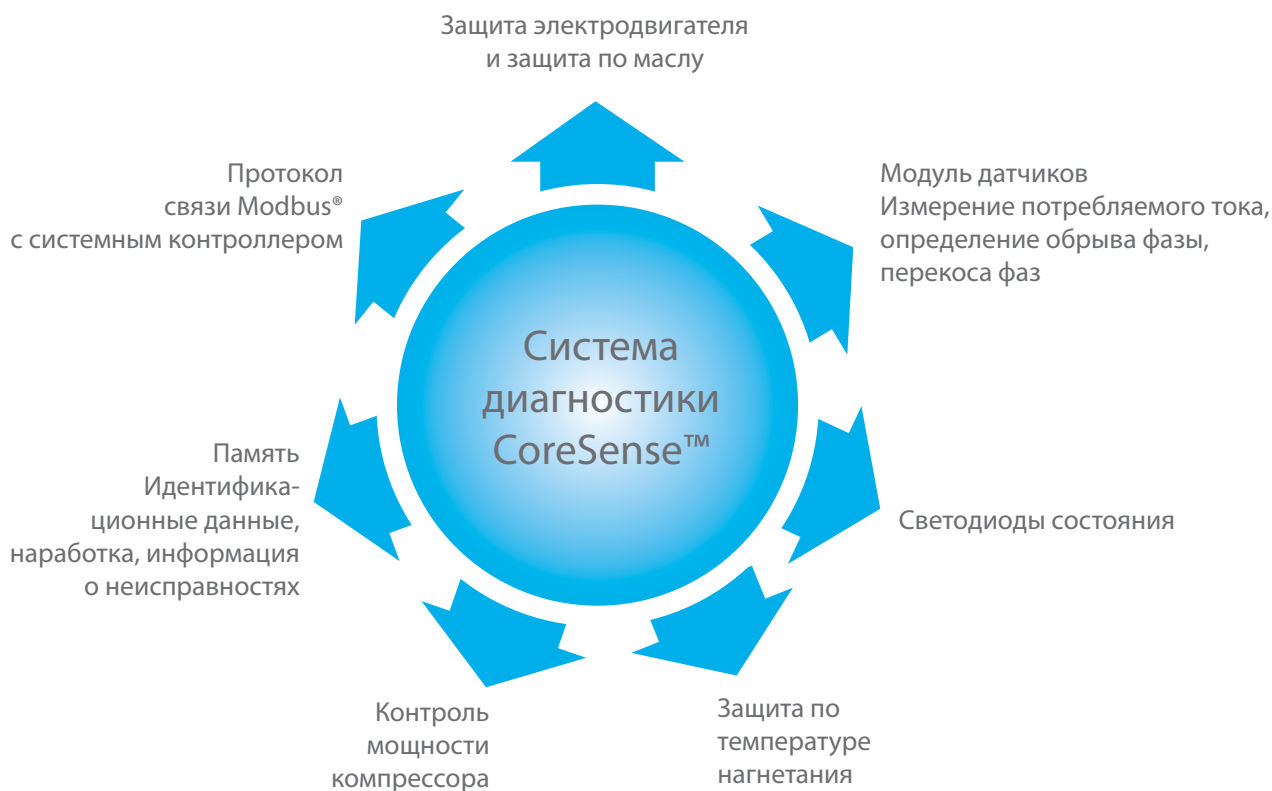 Защита электродвигателя
и защита по маслу
Протокол
связи Modbus®
с системным контроллером
Модуль датчиков
Измерение потребляемого тока,
определение обрыва фазы,
перекоса фаз
Система
диагностики
CoreSense™
Память
Идентифика-
ционные данные,
наработка, информация
о неисправностях
Светодиоды состояния
Контроль
мощности
компрессора
Защита по
температуре
нагнетания